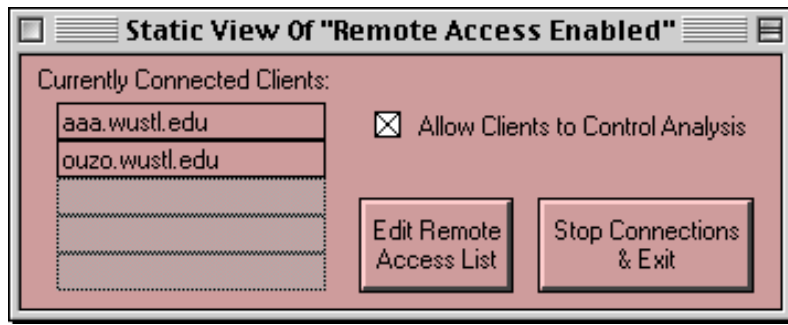 Static View Of "Remote Access Enabled"
Currently Connected Clients:
aaa.wustl.edu
ouzo.wustl.edu
Allow Clients to Control Analysis
Edit Remote
Access List
Stop Connections
& Exit